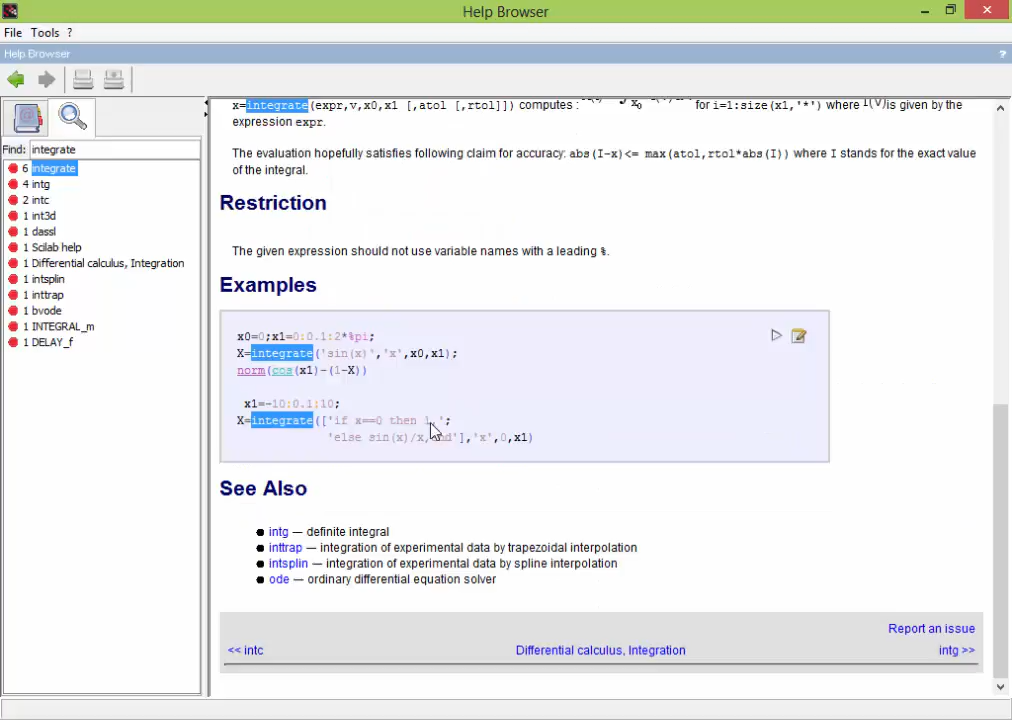 Help Browser
File Tools ?
Help Browser ?
Find: integrate
6 integrate
4 intg
2 intc
1 int3d
1 dassl
1 Scilab help
1 Differential calculus, Integration
1 intsplin
1 inttrap
1 bvode
1 INTEGRAL_m
1 DELAY_f
x=integrate(expr,v,x0,x1 [,atol [,rtol]]) computes : for i=1:size(x1,'*') where I(v) is given by the
expression expr.
The evaluation hopefully satisfies following claim for accuracy: abs(I-x)<= max(atol,rtol*abs(I)) where I stands for the exact value
of the integral.
Restriction
The given expression should not use variable names with a leading %.
Examples
x0=0;x1=0:0.1:2*%pi;
X=integrate('sin(x)','x',x0,x1);
norm(cos(x1)-(1-X))
x1=-10:0.1:10;
X=integrate(['if x==0 then 1,';
'else sin(x)/x,end'],'x',0,x1)
See Also
intg — definite integral
inttrap — integration of experimental data by trapezoidal interpolation
intsplin — integration of experimental data by spline interpolation
ode — ordinary differential equation solver
Report an issue
<< intc Differential calculus, Integration intg >>